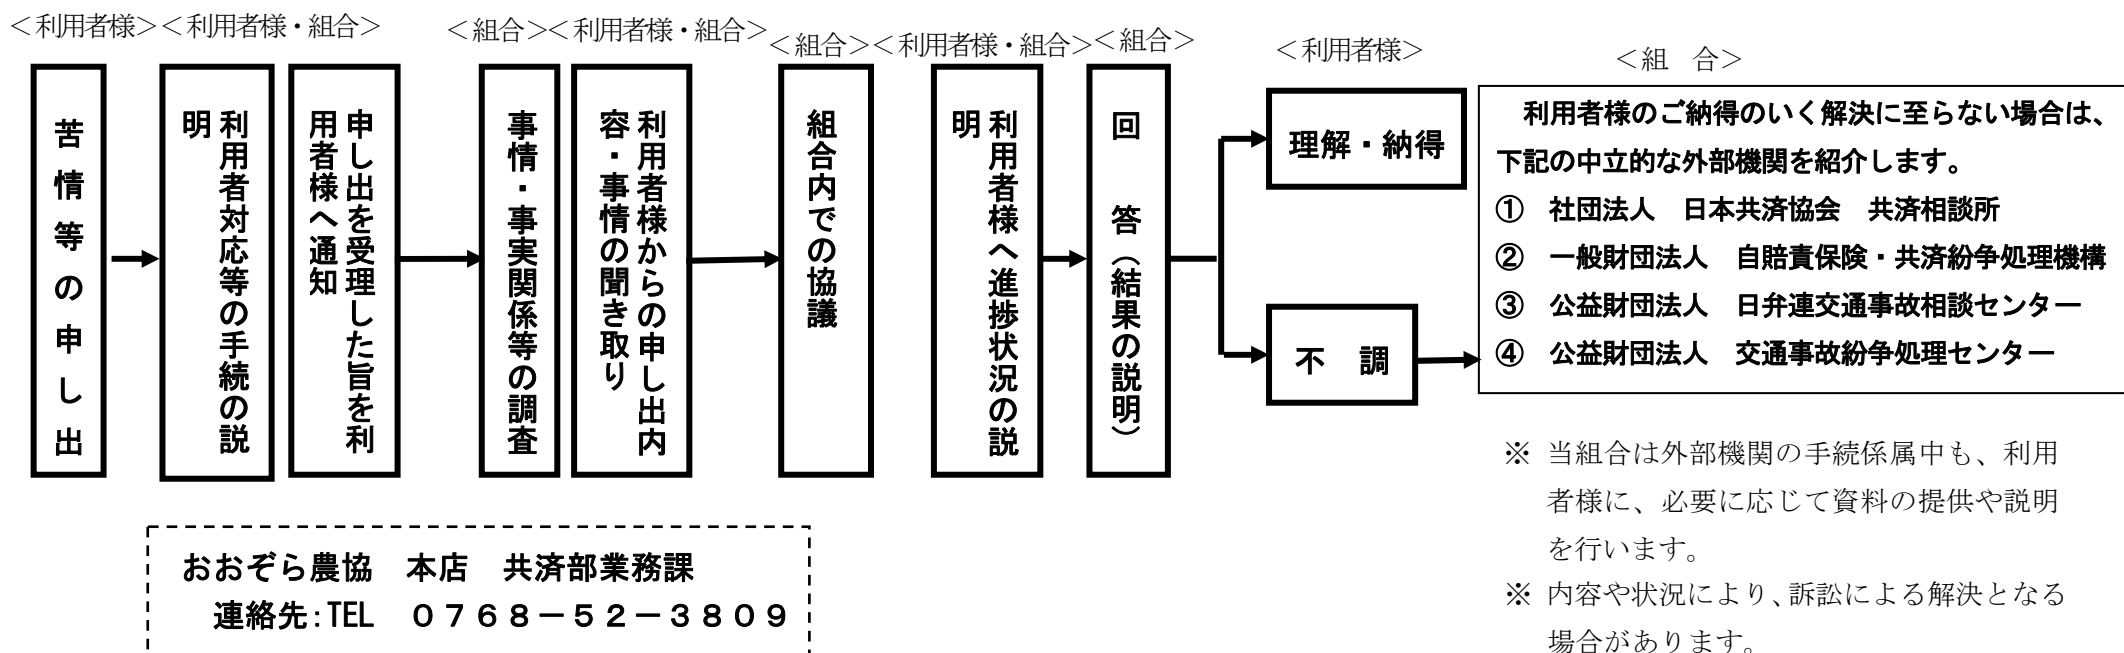 ＜利用者様＞
＜利用者様・組合＞
＜組合＞
＜利用者様・組合＞
＜組合＞
＜利用者様・組合＞
＜組合＞
＜利用者様＞
＜組　合＞
苦情等の申し出
利用者対応等の手続の説
明
申し出を受理した旨を利
用者様へ通知
事情・事実関係等の調査
利用者様からの申し出内
容・事情の聞き取り
組合内での協議
利用者様へ進捗状況の説
明
回　答（結果の説明）
理解・納得
不　調
利用者様のご納得のいく解決に至らない場合は、
下記の中立的な外部機関を紹介します。
①　社団法人　日本共済協会　共済相談所
②　一般財団法人　自賠責保険・共済紛争処理機構
③　公益財団法人　日弁連交通事故相談センター
④　公益財団法人　交通事故紛争処理センター
※ 当組合は外部機関の手続係属中も、利用
者様に、必要に応じて資料の提供や説明
を行います。
※ 内容や状況により、訴訟による解決となる
場合があります。
おおぞら農協　本店　共済部業務課
連絡先：TEL　０７６８－５２－３８０９